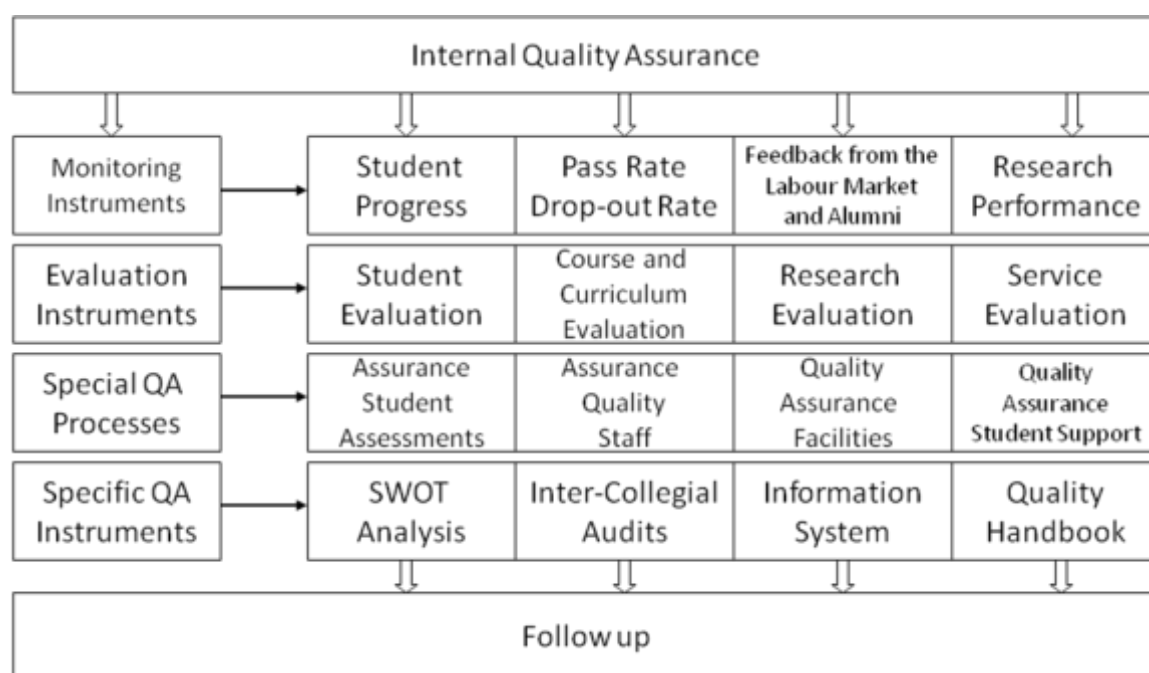 Internal Quality Assurance
Monitoring
Instruments
Student
Progress
Pass Rate
Drop-out Rate
Feedback from the
Labour Market
and Alumni
Research
Performance
Evaluation
Instruments
Student
Evaluation
Course and
Curriculum
Evaluation
Research
Evaluation
Service
Evaluation
Special QA
Processes
Assurance
Student
Assessments
Assurance
Quality
Staff
Quality
Assurance
Facilities
Quality
Assurance
Student Support
Specific QA
Instruments
SWOT
Analysis
Inter-Collegial
Audits
Information
System
Quality
Handbook
Follow up